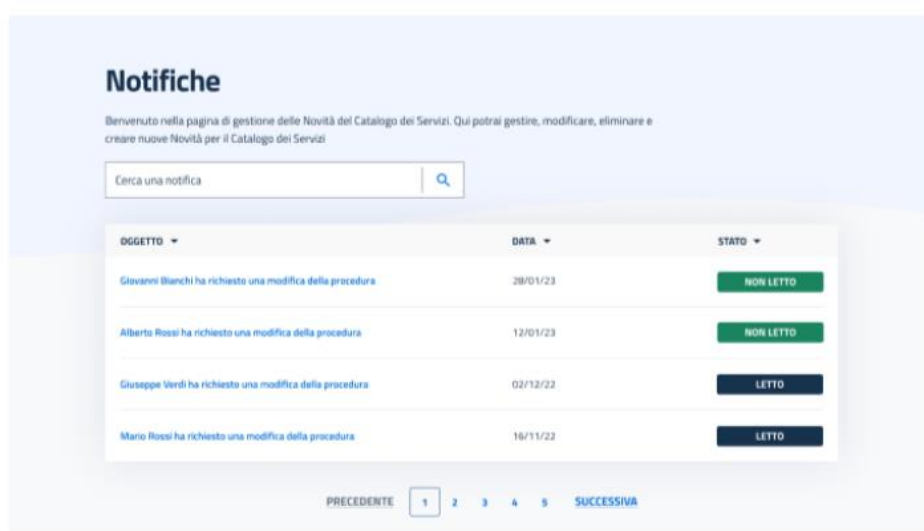 Notifiche
Benvenuto nella pagina di gestione delle Novità del Catalogo dei Servizi. Qui potrai gestire, modificare, eliminare e
creare nuove Novità per il Catalogo dei Servizi
Cerca una notifica
OGGETTO DATA STATO
Giovanni Bianchi ha richiesto una modifica della procedura 28/01/23 NON LETTO
Alberto Rossi ha richiesto una modifica della procedura 12/01/23 NON LETTO
Giuseppe Verdi ha richiesto una modifica della procedura 02/12/22 LETTO
Mario Rossi ha richiesto una modifica della procedura 16/11/22 LETTO
PRECEDENTE 1 2 3 4 5 SUCCESSIVA